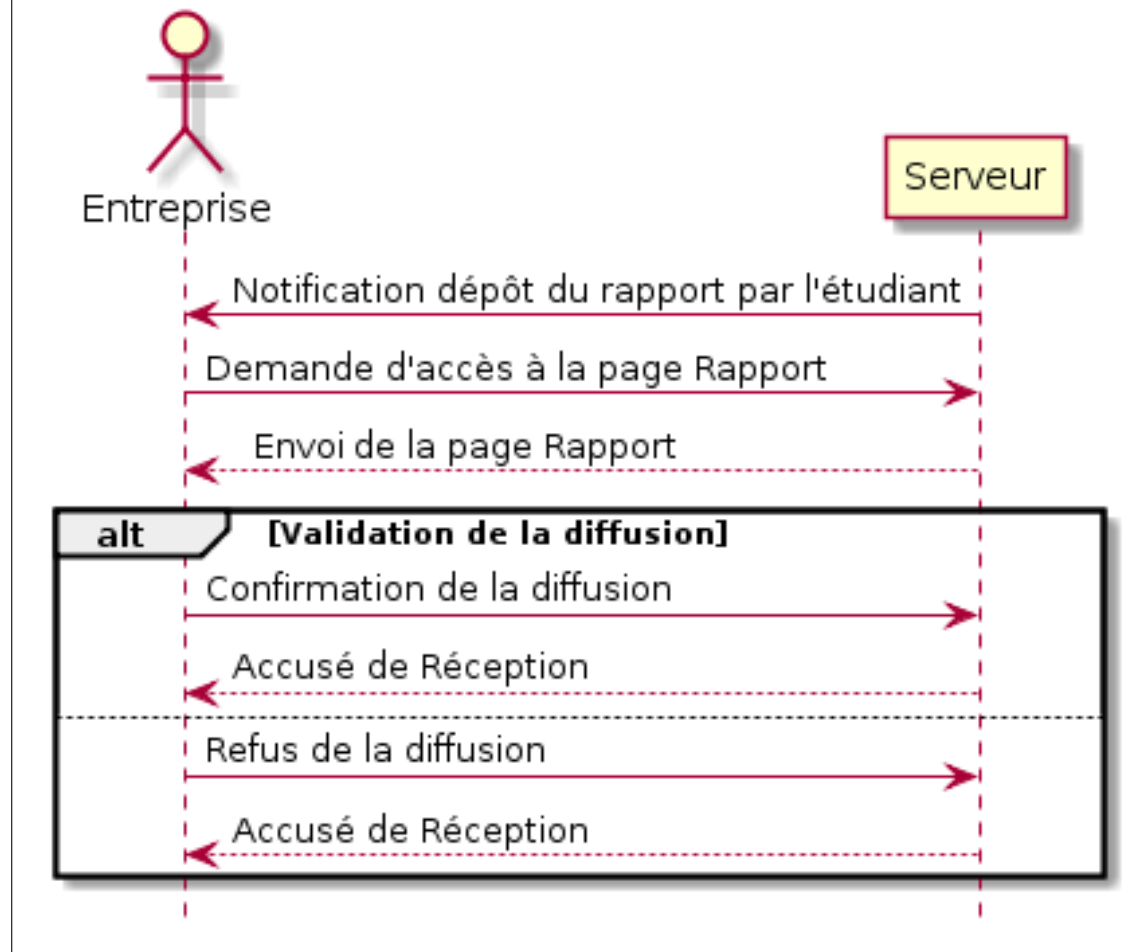 Entreprise
Serveur
Notification dépôt du rapport par l'étudiant
Demande d'accès à la page Rapport
Envoi de la page Rapport
alt [Validation de la diffusion]
Confirmation de la diffusion
Accusé de Réception
Refus de la diffusion
Accusé de Réception